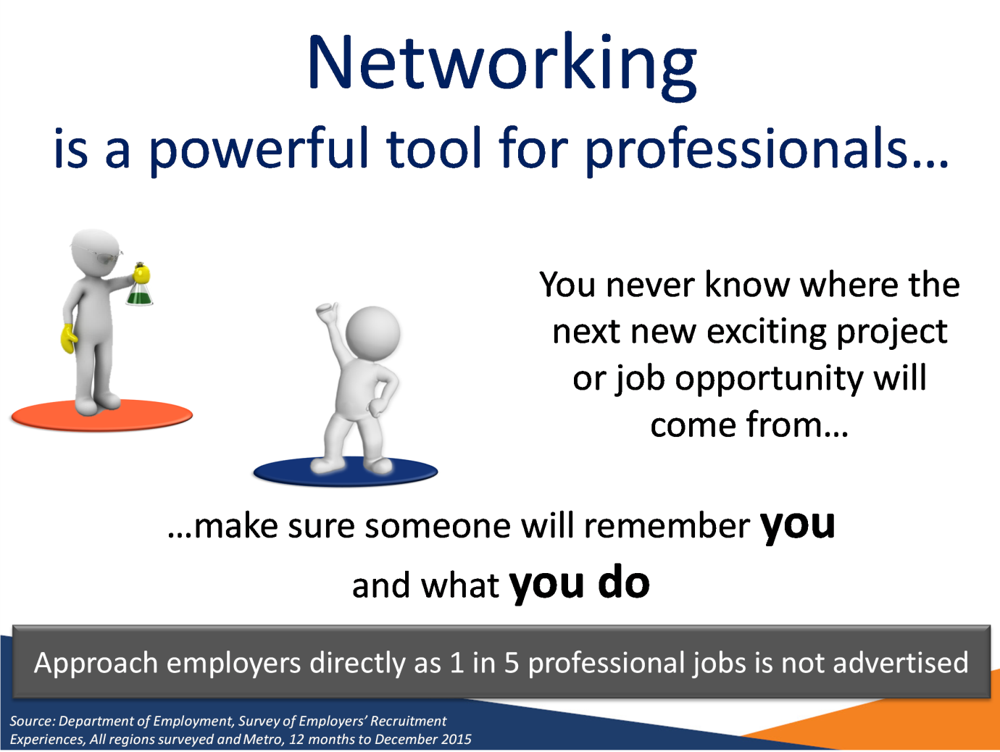 Networking
is a powerful tool for professionals…
You never know where the
next new exciting project
or job opportunity will
come from…
…make sure someone will remember you
and what you do
Approach employers directly as 1 in 5 professional jobs is not advertised
Source: Department of Employment, Survey of Employers’ Recruitment
Experiences, All regions surveyed and Metro, 12 months to December 2015